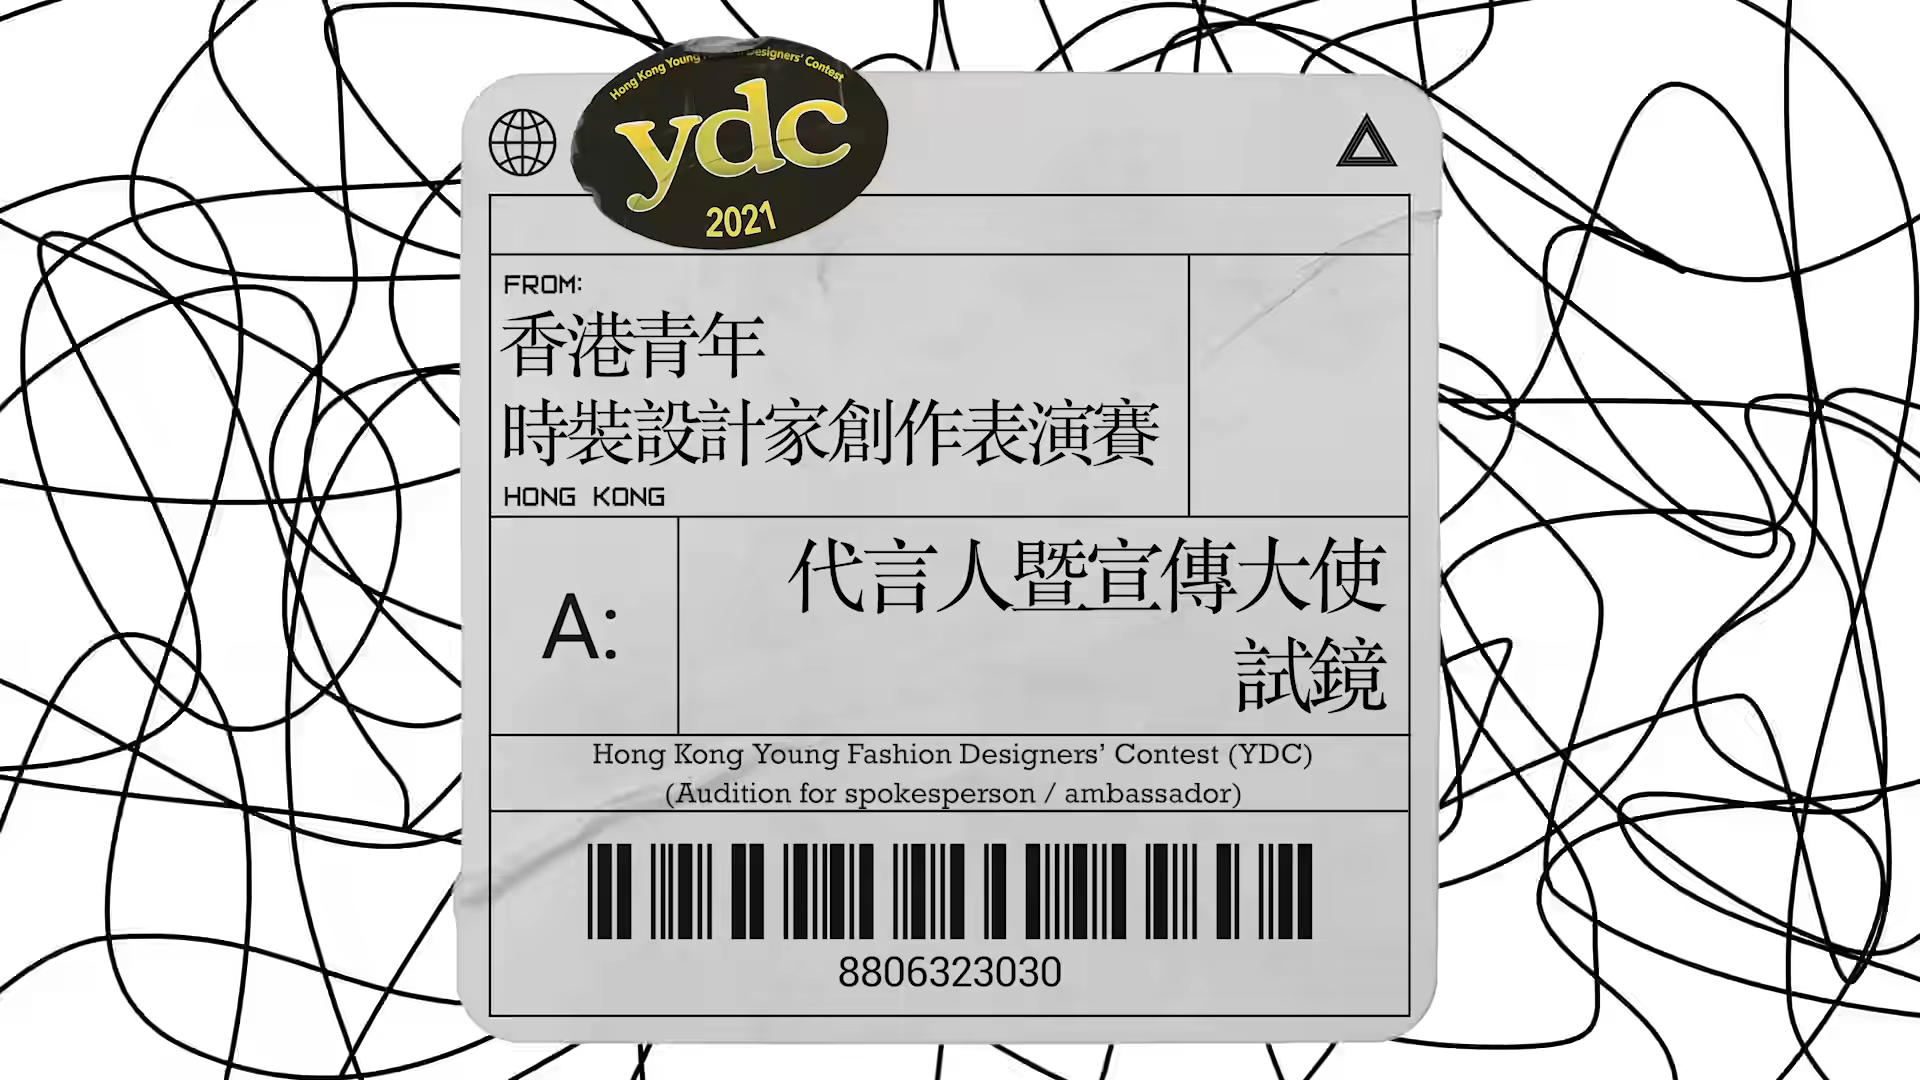 Hong Kong Young Fashion Designers' Contest
ydc
2021
FROM:
香港青年
時裝設計家創作表演賽
HONG KONG
A:
代言人暨宣傳大使
試鏡
Hong Kong Young Fashion Designers’ Contest (YDC)
(Audition for spokesperson / ambassador)
8806323030